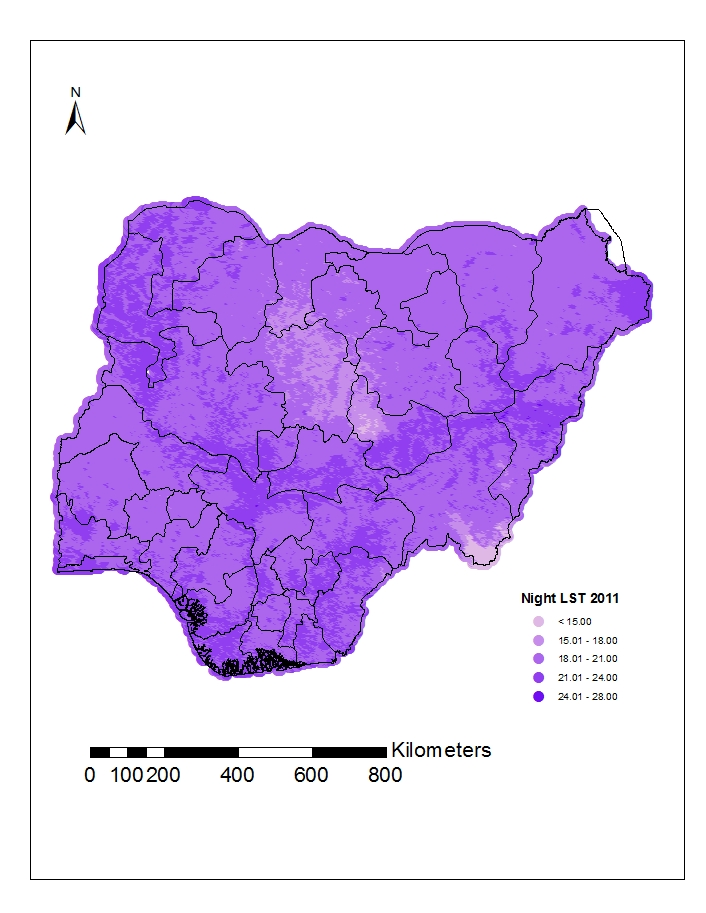 N
Night LST 2011
< 15.00
15.01 - 18.00
18.01 - 21.00
21.01 - 24.00
24.01 - 28.00
Kilometers
0 100 200 400 600 800